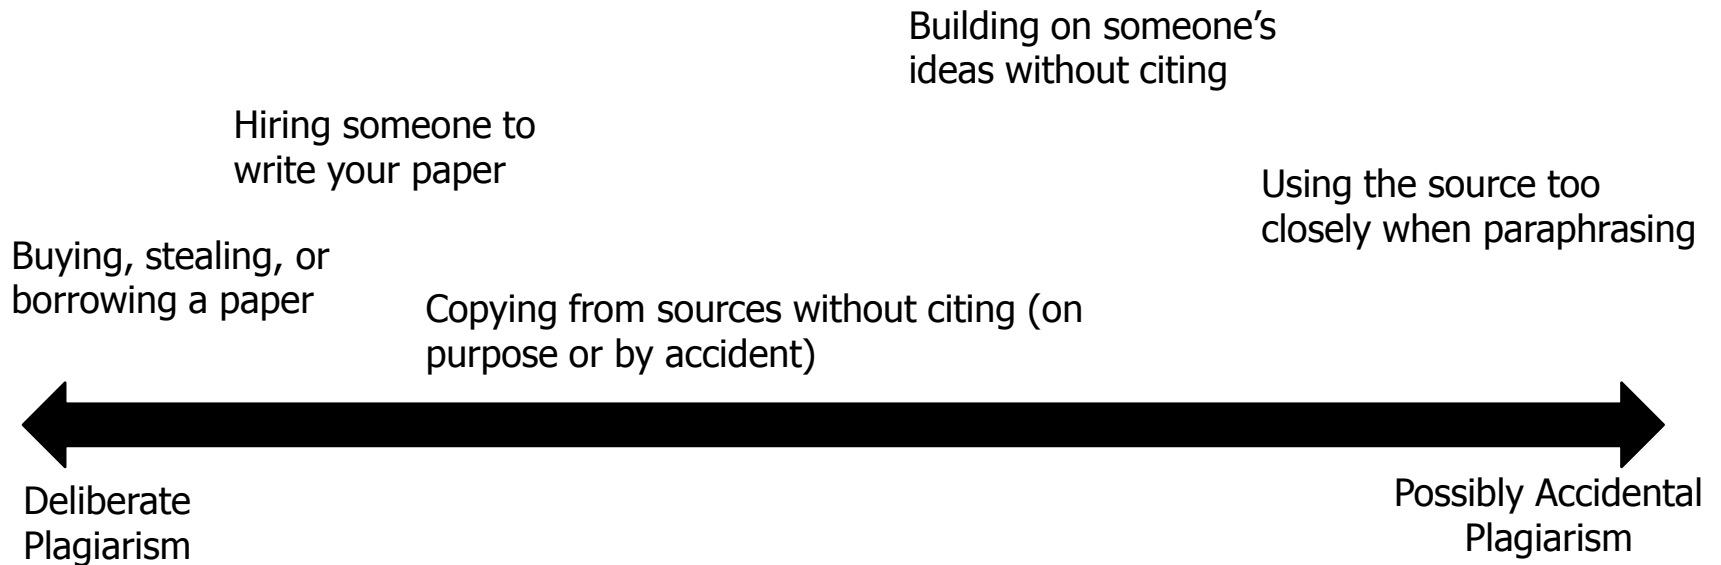 Building on someone’s
ideas without citing
Hiring someone to
write your paper
Using the source too
closely when paraphrasing
Buying, stealing, or
borrowing a paper
Copying from sources without citing (on
purpose or by accident)
Deliberate
Plagiarism
Possibly Accidental
Plagiarism